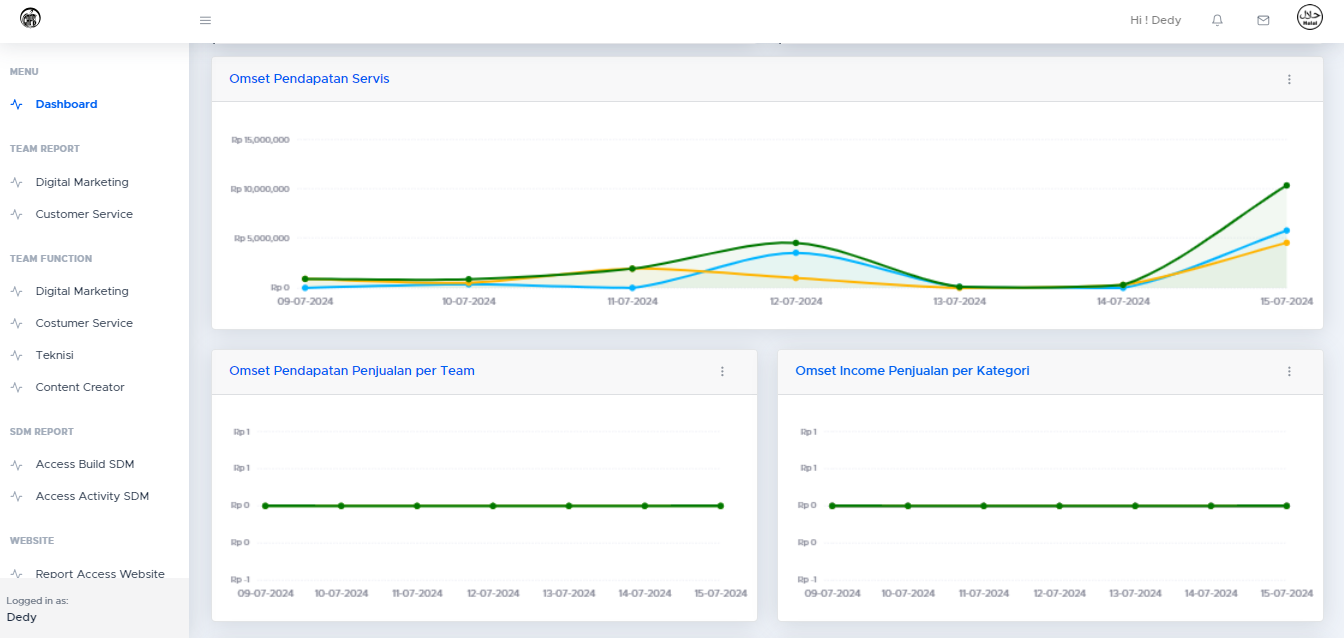 Hi ! Dedy
حلال
Halal
MENU
Dashboard
TEAM REPORT
Digital Marketing
Customer Service
TEAM FUNCTION
Digital Marketing
Costumer Service
Teknisi
Content Creator
SDM REPORT
Access Build SDM
Access Activity SDM
WEBSITE
Report Access Website
Logged in as:
Dedy
Omset Pendapatan Servis
Rp 15,000,000
Rp 10,000,000
Rp 5,000,000
Rp 0
09-07-2024 10-07-2024 11-07-2024 12-07-2024 13-07-2024 14-07-2024 15-07-2024
Omset Pendapatan Penjualan per Team
Rp 1
Rp 1
Rp 0
Rp 0
Rp -1
09-07-2024 10-07-2024 11-07-2024 12-07-2024 13-07-2024 14-07-2024 15-07-2024
Omset Income Penjualan per Kategori
Rp 1
Rp 1
Rp 0
Rp 0
Rp -1
09-07-2024 10-07-2024 11-07-2024 12-07-2024 13-07-2024 14-07-2024 15-07-2024